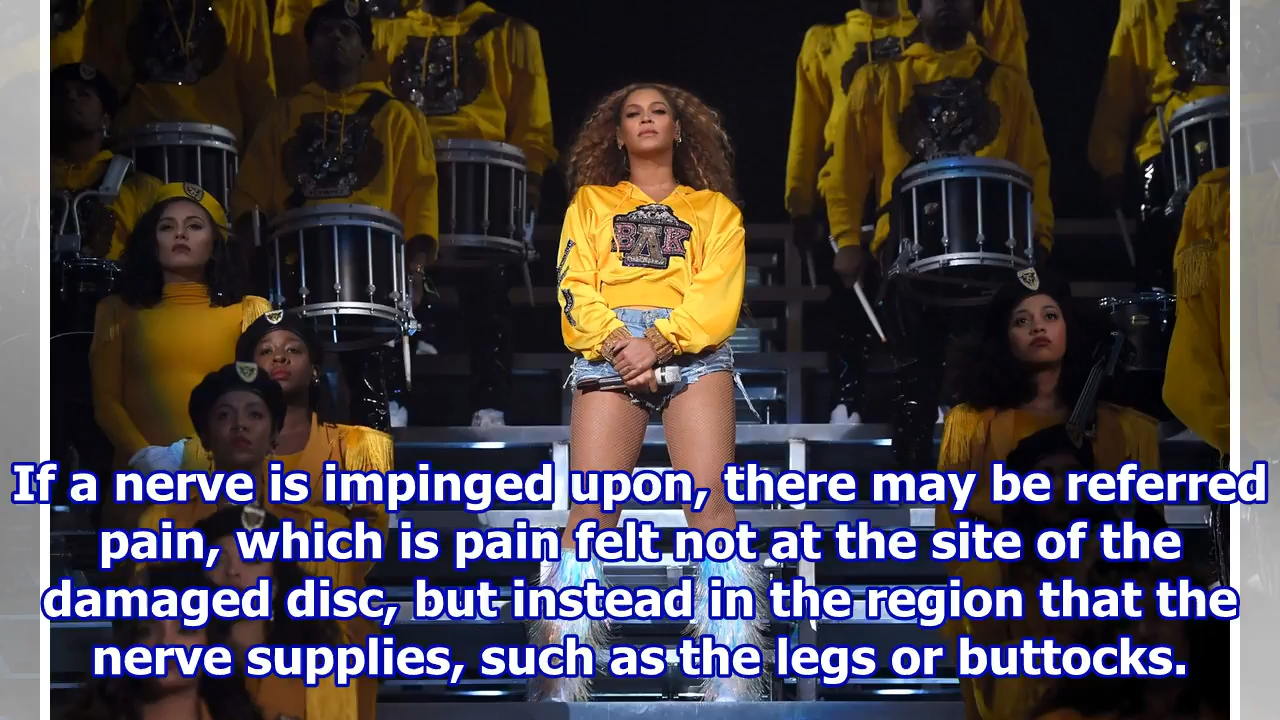 BAK
If a nerve is impinged upon, there may be referred
pain, which is pain felt not at the site of the
damaged disc, but instead in the region that the
nerve supplies, such as the legs or buttocks.